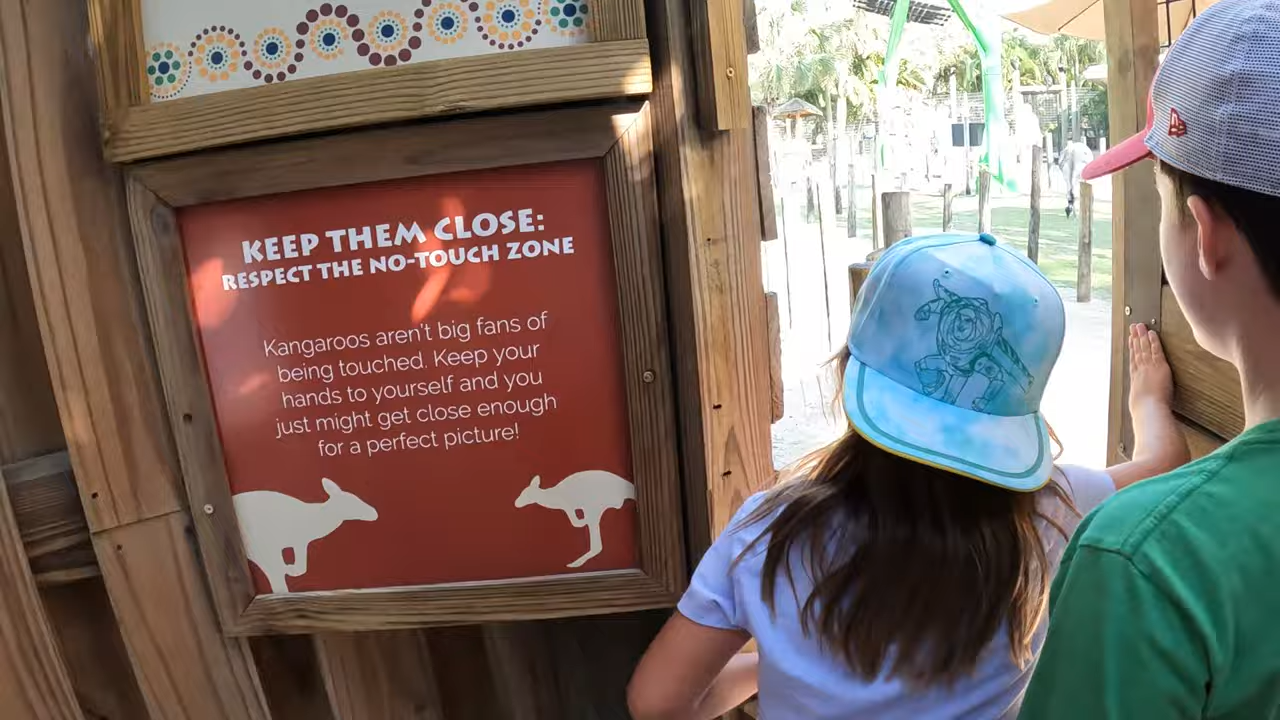 KEEP THEM CLOSE:
RESPECT THE NO-TOUCH ZONE
Kangaroos aren't big fans of
being touched. Keep your
hands to yourself and you
just might get close enough
for a perfect picture!